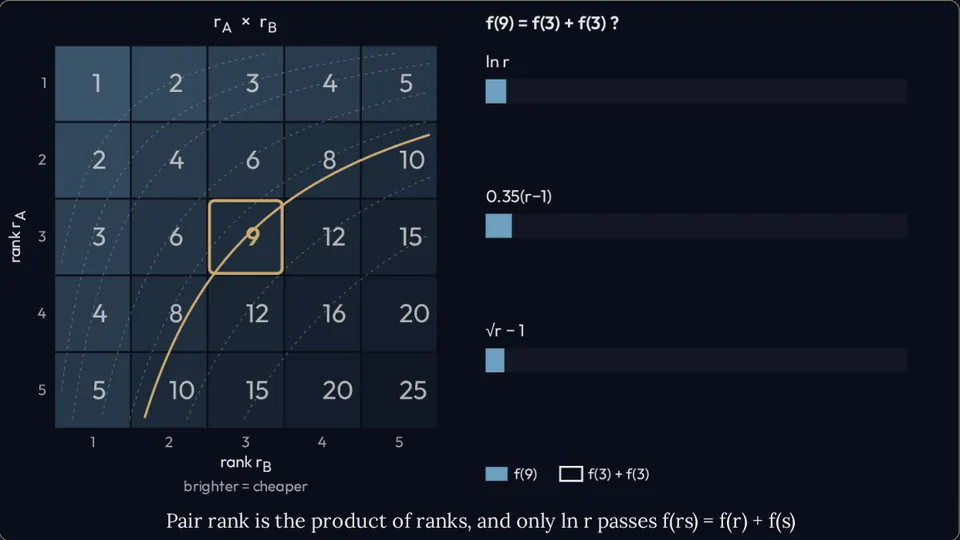 r_A × r_B
1 1 2 3 4 5
2 2 4 6 8 10
3 3 6 9 12 15
4 4 8 12 16 20
5 5 10 15 20 25
1 2 3 4 5
rank r_A
rank r_B
brighter = cheaper
f(9) = f(3) + f(3) ?
ln r
0.35(r−1)
√r − 1
f(9) f(3) + f(3)
Pair rank is the product of ranks, and only ln r passes f(rs) = f(r) + f(s)